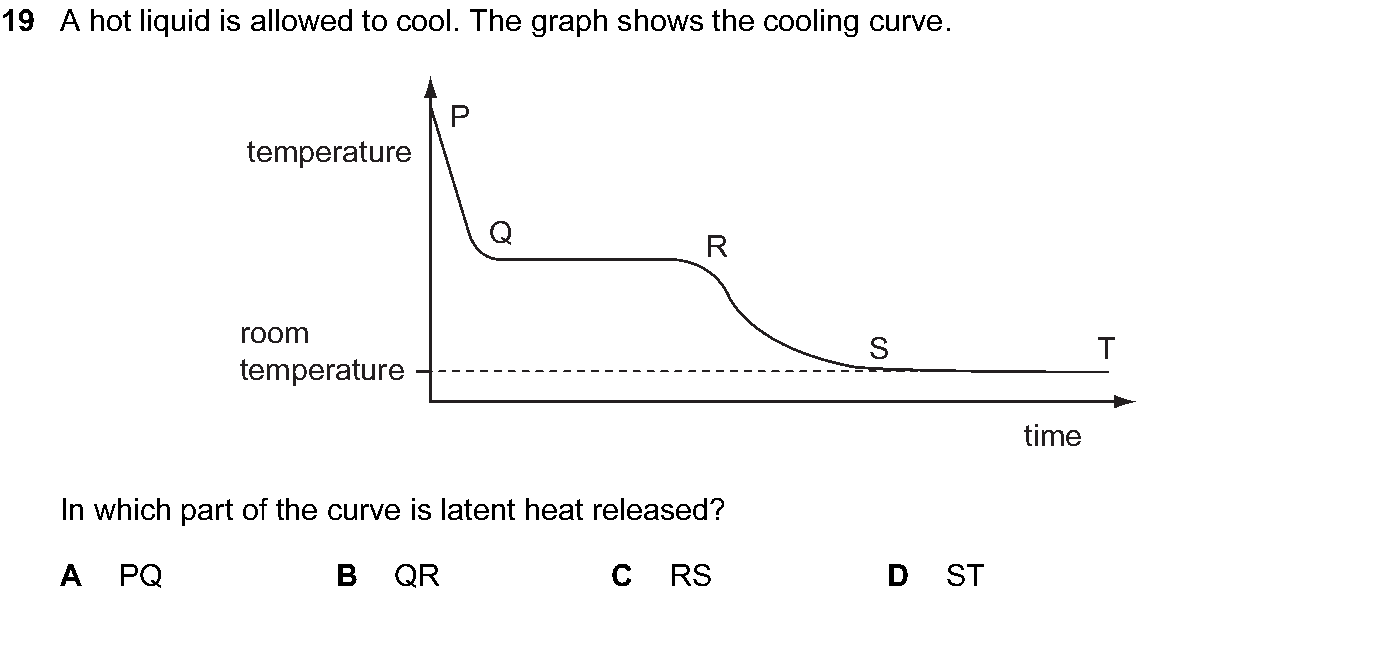 19 A hot liquid is allowed to cool. The graph shows the cooling curve.
P
temperature
Q
R
room
temperature
S
T
time
In which part of the curve is latent heat released?
A PQ B QR C RS D ST